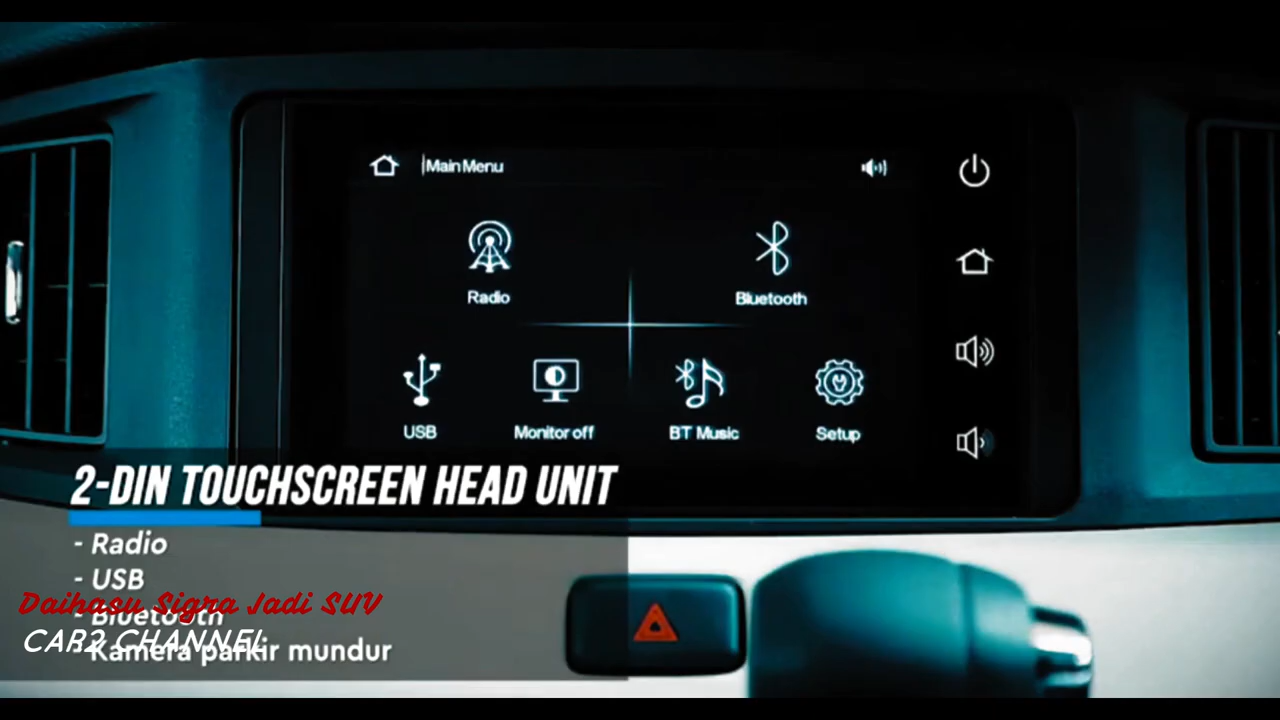 Main Menu
Radio
Bluetooth
USB
Monitor off
BT Music
Setup
2-DIN TOUCHSCREEN HEAD UNIT
- Radio
- USB
Daihasu Sigra Jadi SUV
- Bluetooth
CAR2 CHANNEL
- Kamera parkir mundur